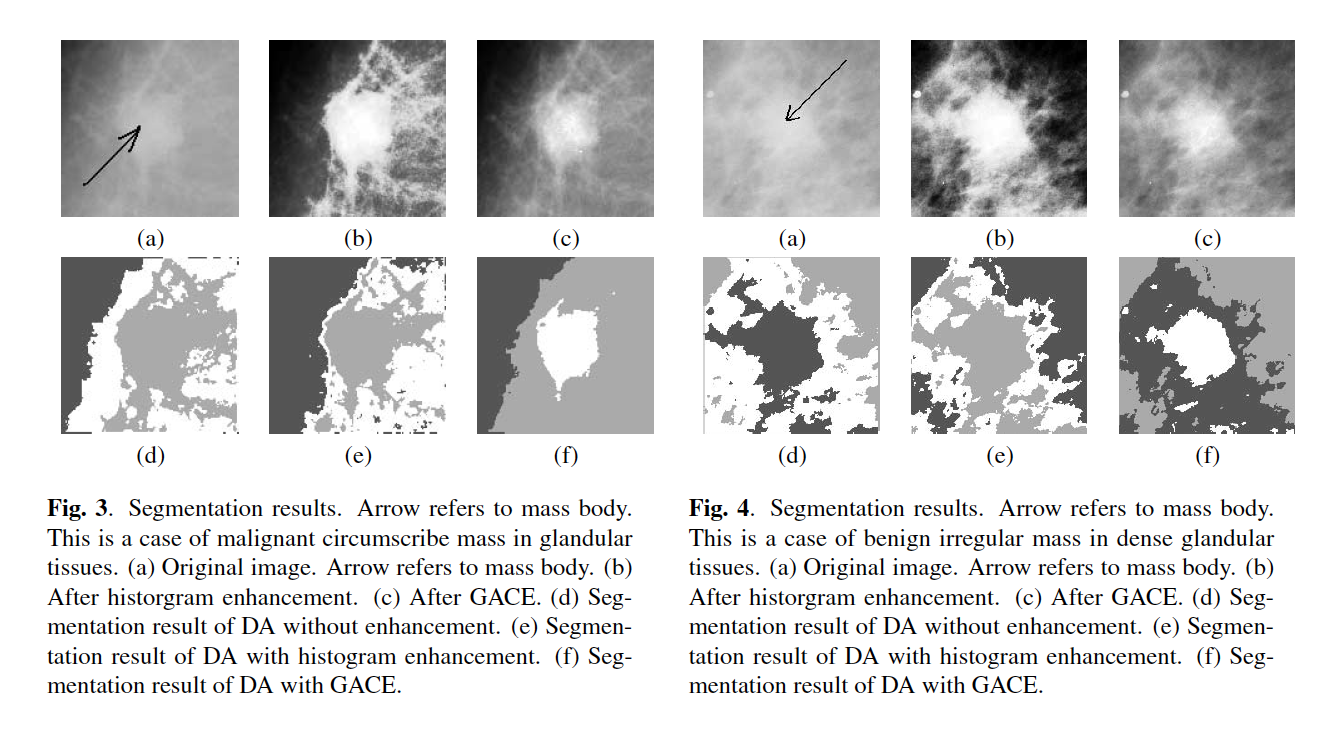 (a) (b) (c)
(d) (e) (f)
Fig. 3. Segmentation results. Arrow refers to mass body.
This is a case of malignant circumscribe mass in glandular
tissues. (a) Original image. Arrow refers to mass body. (b)
After historgram enhancement. (c) After GACE. (d) Seg-
mentation result of DA without enhancement. (e) Segmen-
tation result of DA with histogram enhancement. (f) Seg-
mentation result of DA with GACE.
(a) (b) (c)
(d) (e) (f)
Fig. 4. Segmentation results. Arrow refers to mass body.
This is a case of benign irregular mass in dense glandular
tissues. (a) Original image. Arrow refers to mass body. (b)
After historgram enhancement. (c) After GACE. (d) Seg-
mentation result of DA without enhancement. (e) Segmen-
tation result of DA with histogram enhancement. (f) Seg-
mentation result of DA with GACE.